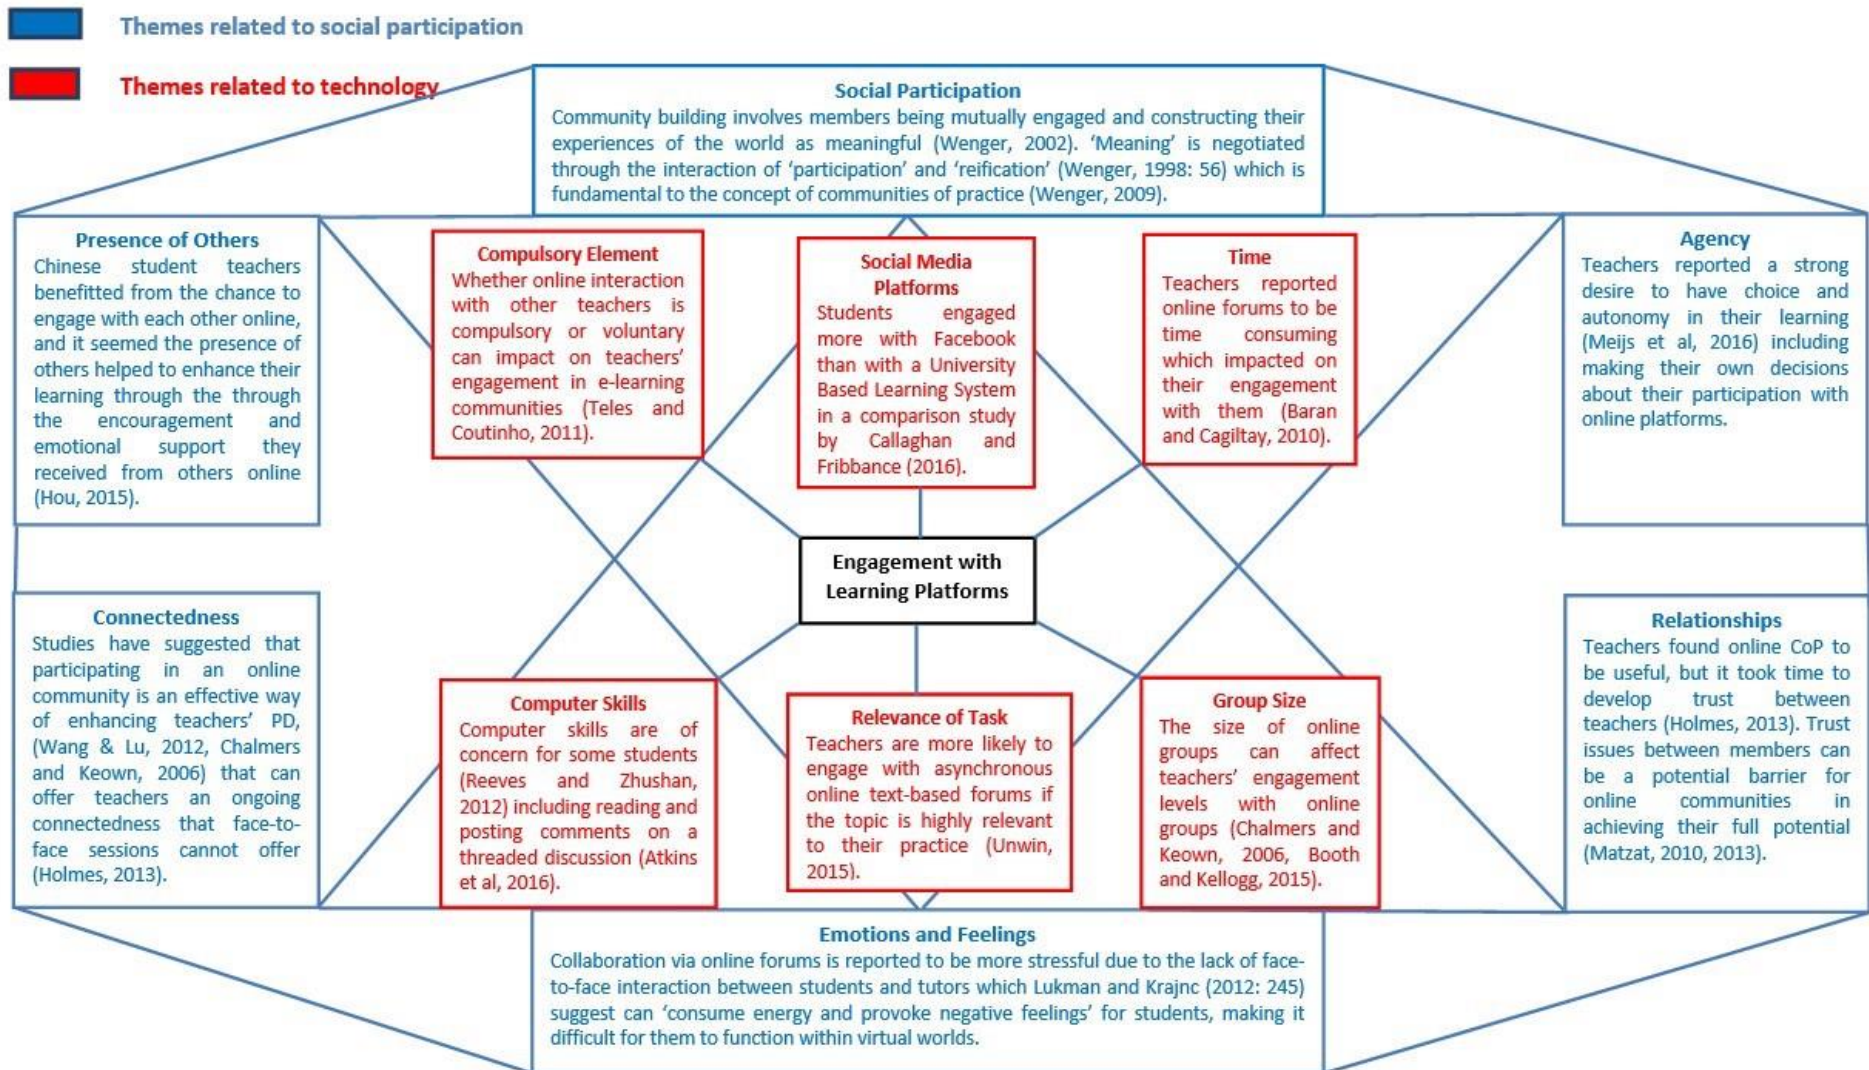 Themes related to social participation
Themes related to technology
Social Participation
Community building involves members being mutually engaged and constructing their
experiences of the world as meaningful (Wenger, 2002). ‘Meaning’ is negotiated
through the interaction of ‘participation’ and ‘reification’ (Wenger, 1998: 56) which is
fundamental to the concept of communities of practice (Wenger, 2009).
Presence of Others
Chinese student teachers
benefitted from the chance to
engage with each other online,
and it seemed the presence of
others helped to enhance their
learning through the through
the encouragement and
emotional support they
received from others online
(Hou, 2015).
Compulsory Element
Whether online interaction
with other teachers is
compulsory or voluntary
can impact on teachers’
engagement in e-learning
communities (Teles and
Coutinho, 2011).
Social Media
Platforms
Students engaged
more with Facebook
than with a University
Based Learning System
in a comparison study
by Callaghan and
Fribbance (2016).
Time
Teachers reported
online forums to be
time consuming
which impacted on
their engagement
with them (Baran
and Cagiltay, 2010).
Agency
Teachers reported a strong
desire to have choice and
autonomy in their learning
(Meijs et al, 2016) including
making their own decisions
about their participation with
online platforms.
Engagement with
Learning Platforms
Connectedness
Studies have suggested that
participating in an online
community is an effective way
of enhancing teachers’ PD,
(Wang & Lu, 2012, Chalmers
and Keown, 2006) that can
offer teachers an ongoing
connectedness that face-to-
face sessions cannot offer
(Holmes, 2013).
Computer Skills
Computer skills are of
concern for some students
(Reeves and Zhushan,
2012) including reading and
posting comments on a
threaded discussion (Atkins
et al, 2016).
Relevance of Task
Teachers are more likely to
engage with asynchronous
online text-based forums if
the topic is highly relevant
to their practice (Unwin,
2015).
Group Size
The size of online
groups can affect
teachers’ engagement
levels with online
groups (Chalmers and
Keown, 2006, Booth
and Kellogg, 2015).
Relationships
Teachers found online CoP to
be useful, but it took time to
develop trust between
teachers (Holmes, 2013). Trust
issues between members can
be a potential barrier for
online communities in
achieving their full potential
(Matzat, 2010, 2013).
Emotions and Feelings
Collaboration via online forums is reported to be more stressful due to the lack of face-
to-face interaction between students and tutors which Lukman and Krajnc (2012: 245)
suggest can ‘consume energy and provoke negative feelings’ for students, making it
difficult for them to function within virtual worlds.